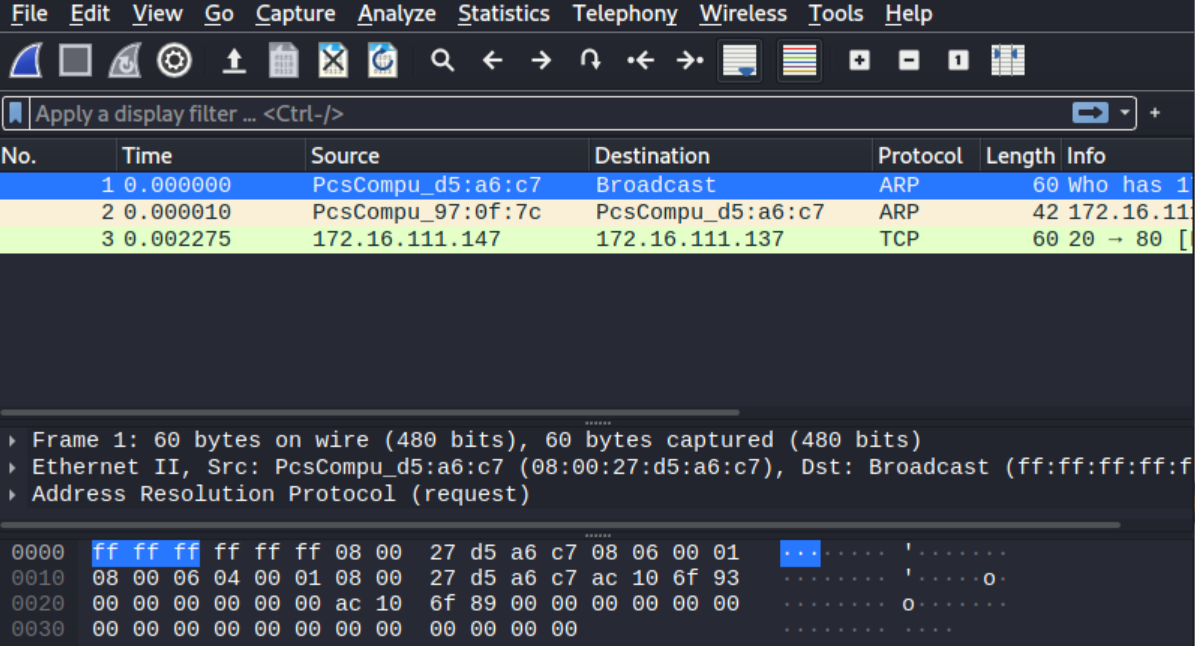 File Edit View Go Capture Analyze Statistics Telephony Wireless Tools Help
Apply a display filter ... <Ctrl-/>
No. Time Source Destination Protocol Length Info
1 0.000000 PcsCompu_d5:a6:c7 Broadcast ARP 60 Who has 1
2 0.000010 PcsCompu_97:0f:7c PcsCompu_d5:a6:c7 ARP 42 172.16.11
3 0.002275 172.16.111.147 172.16.111.137 TCP 60 20 → 80 [
Frame 1: 60 bytes on wire (480 bits), 60 bytes captured (480 bits)
Ethernet II, Src: PcsCompu_d5:a6:c7 (08:00:27:d5:a6:c7), Dst: Broadcast (ff:ff:ff:ff:f
Address Resolution Protocol (request)
0000 ff ff ff ff ff ff 08 00 27 d5 a6 c7 08 06 00 01 ········ '·······
0010 08 00 06 04 00 01 08 00 27 d5 a6 c7 ac 10 6f 93 ········ '·····o·
0020 00 00 00 00 00 00 ac 10 6f 89 00 00 00 00 00 00 ········ o·······
0030 00 00 00 00 00 00 00 00 00 00 00 00 ········ ····